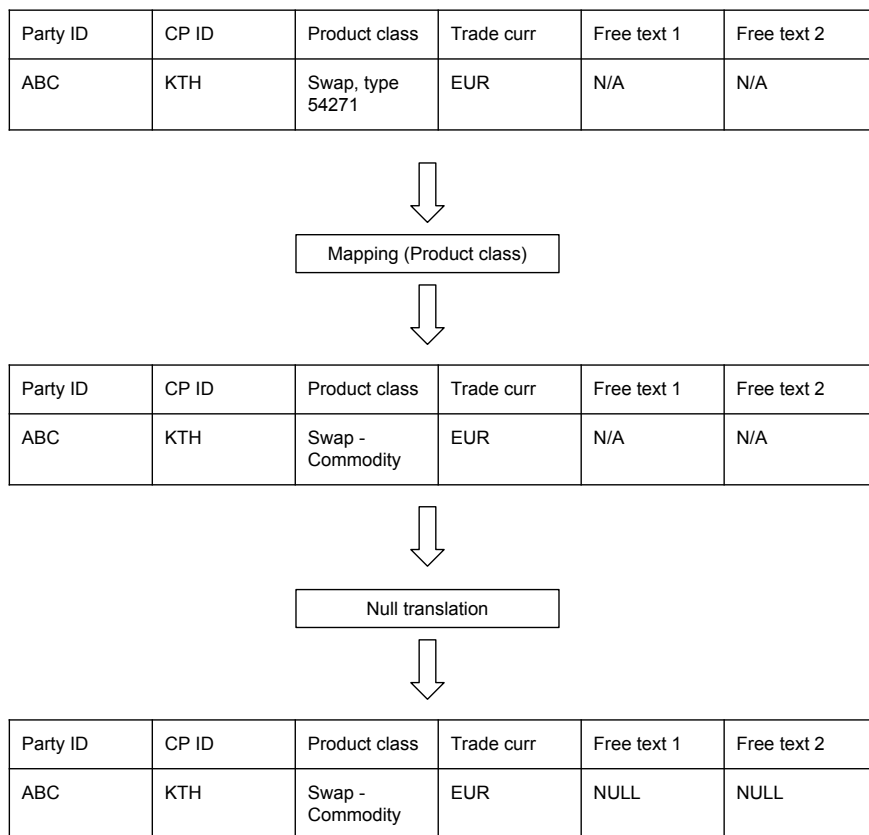 Party ID CP ID Product class Trade curr Free text 1 Free text 2
ABC KTH Swap, type EUR N/A N/A
54271
Mapping (Product class)
Party ID CP ID Product class Trade curr Free text 1 Free text 2
ABC KTH Swap - EUR N/A N/A
Commodity
Null translation
Party ID CP ID Product class Trade curr Free text 1 Free text 2
ABC KTH Swap - EUR NULL NULL
Commodity